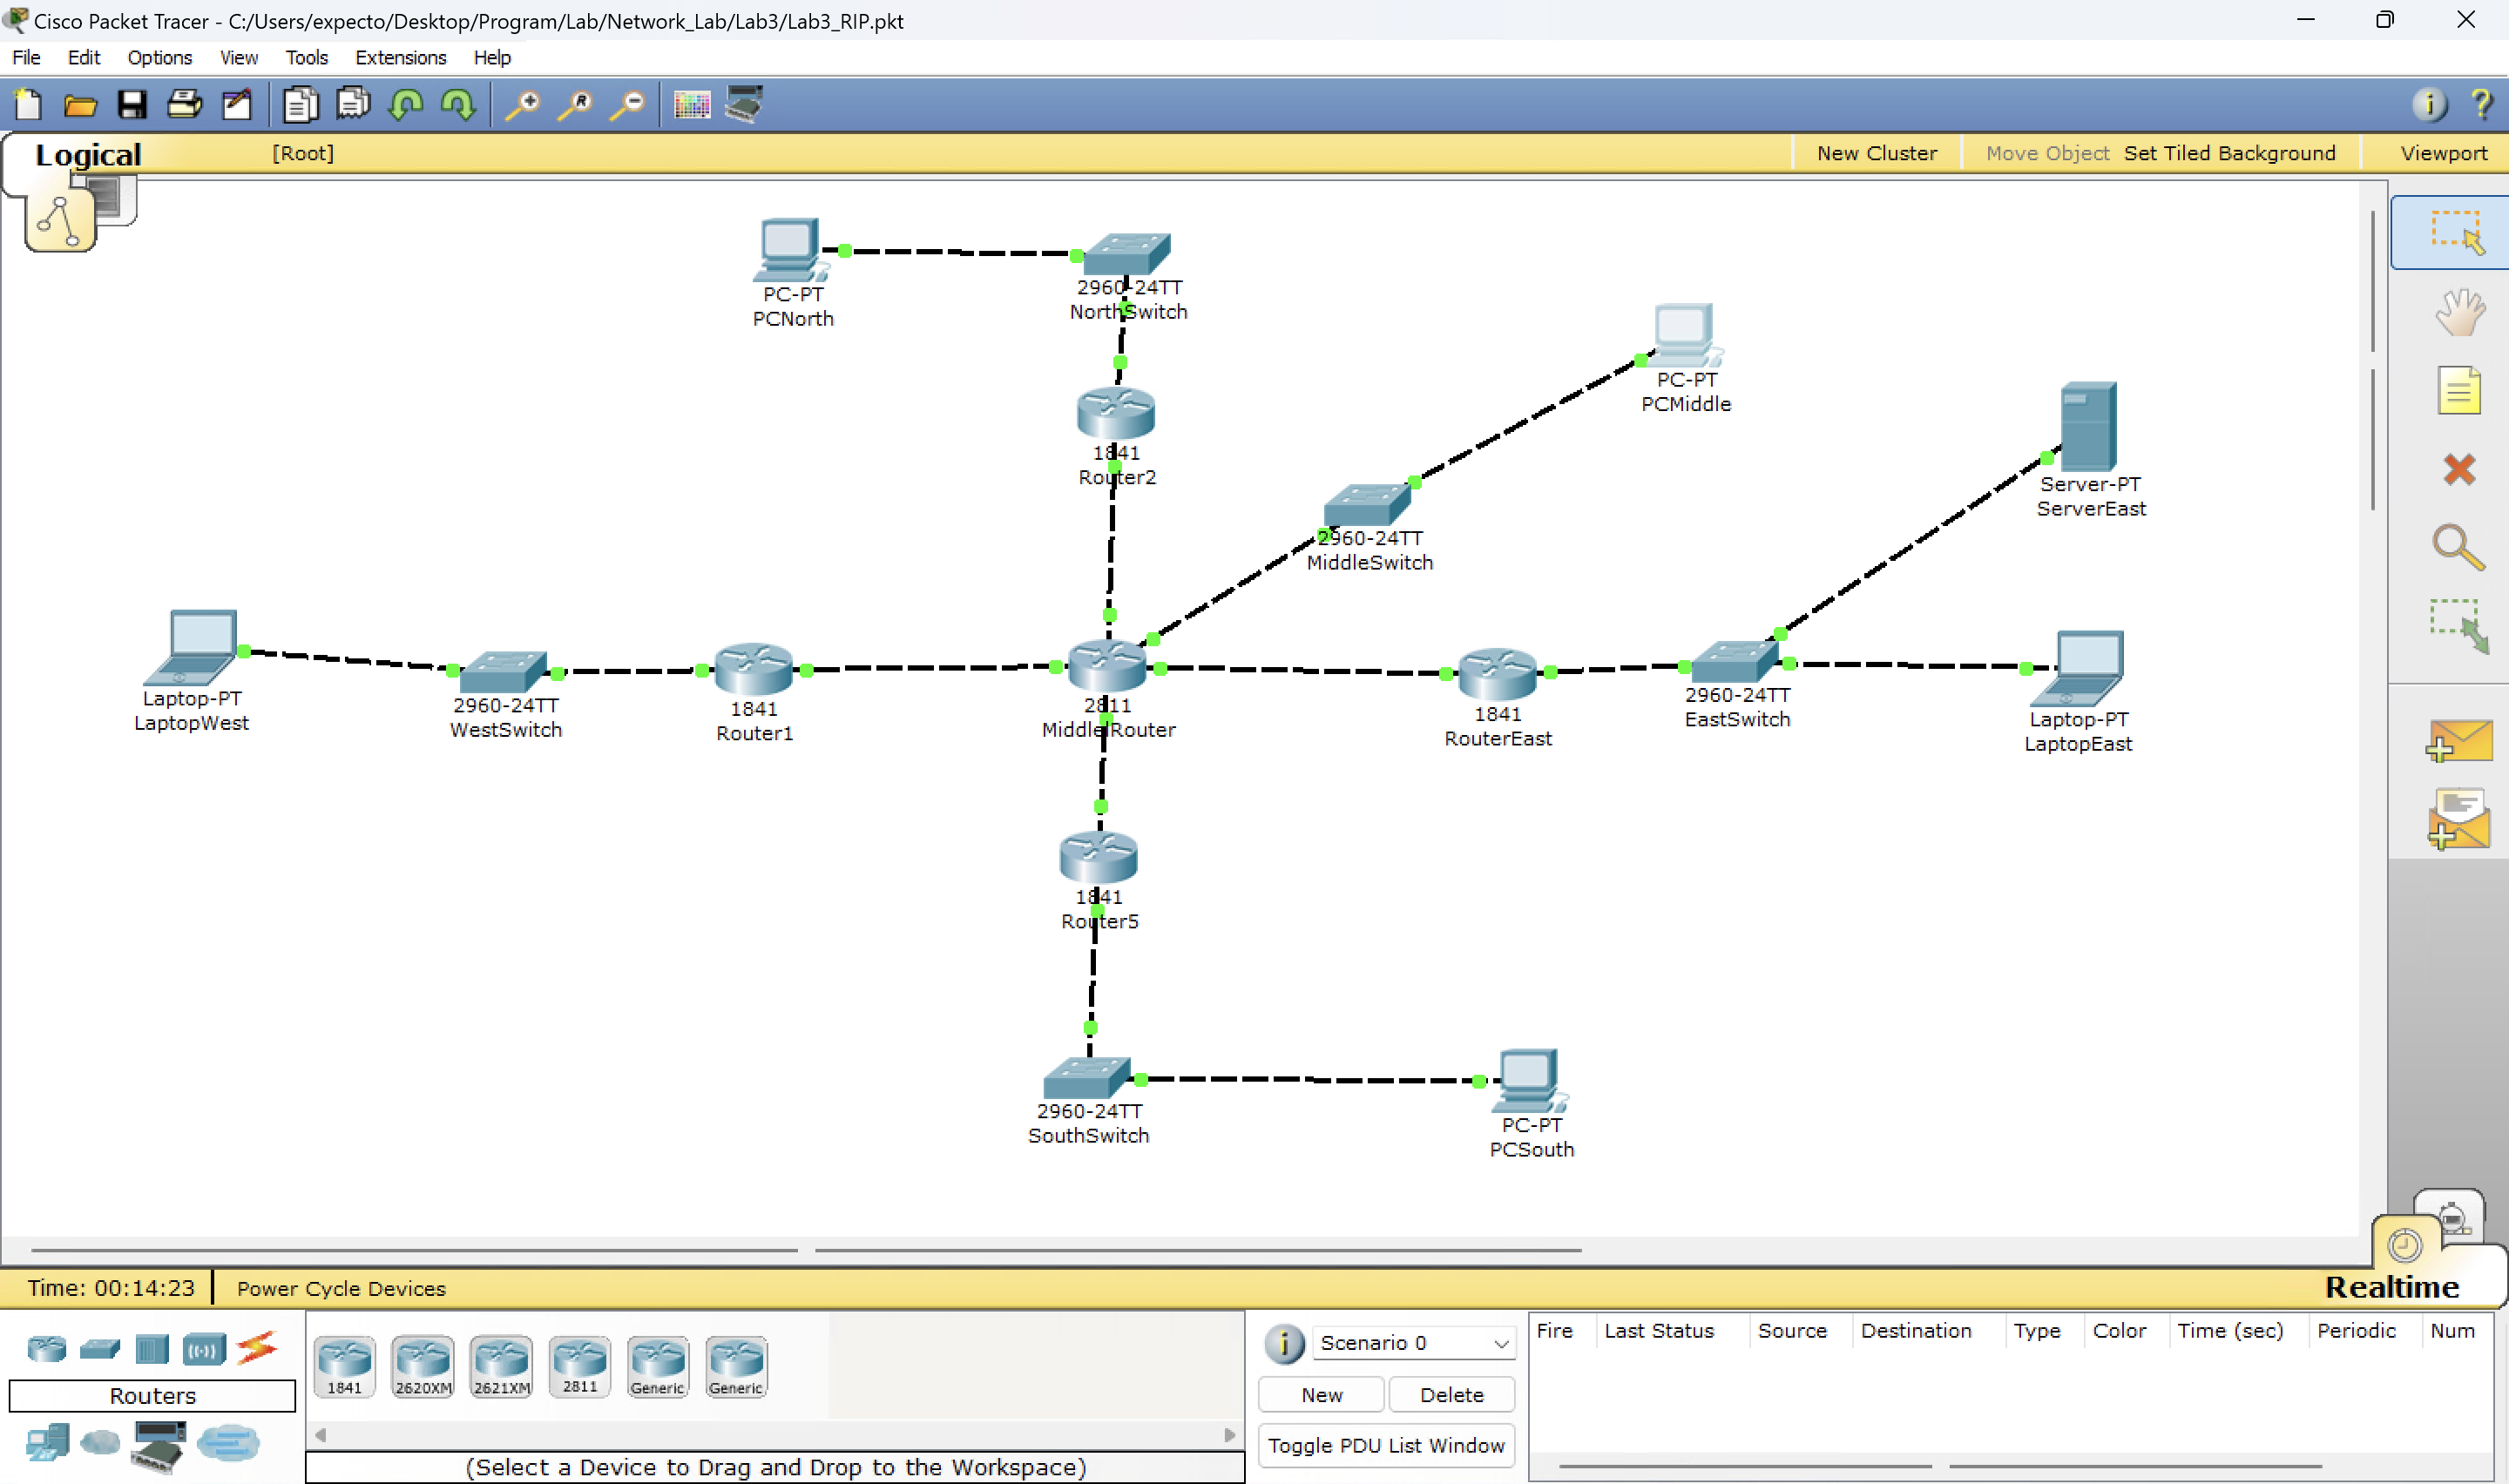 Cisco Packet Tracer - C:/Users/expecto/Desktop/Program/Lab/Network_Lab/Lab3/Lab3_RIP.pkt
File Edit Options View Tools Extensions Help
Logical [Root] New Cluster Move Object Set Tiled Background Viewport
PC-PT
PCNorth
2960-24TT
NorthSwitch
PC-PT
PCMiddle
1841
Router2
Server-PT
ServerEast
2960-24TT
MiddleSwitch
Laptop-PT
LaptopWest
2960-24TT
WestSwitch
1841
Router1
2811
MiddleRouter
1841
RouterEast
2960-24TT
EastSwitch
Laptop-PT
LaptopEast
1841
Router5
2960-24TT
SouthSwitch
PC-PT
PCSouth
Time: 00:14:23 Power Cycle Devices Realtime
Routers
1841 2620XM 2621XM 2811 Generic Generic
(Select a Device to Drag and Drop to the Workspace)
Scenario 0
New Delete
Toggle PDU List Window
Fire Last Status Source Destination Type Color Time (sec) Periodic Num